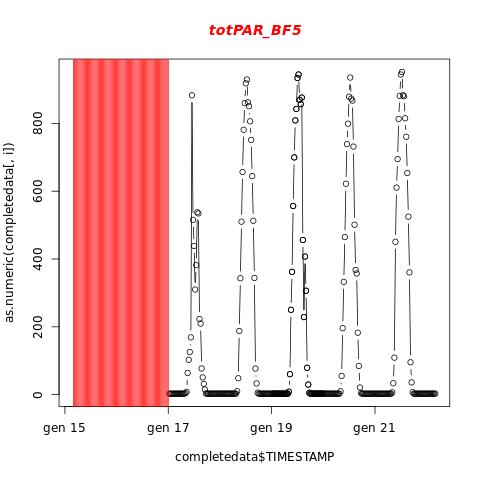 totPAR_BF5
as.numeric(completedata[, i])
800
600
400
200
0
gen 15
gen 17
gen 19
gen 21
completedata$TIMESTAMP